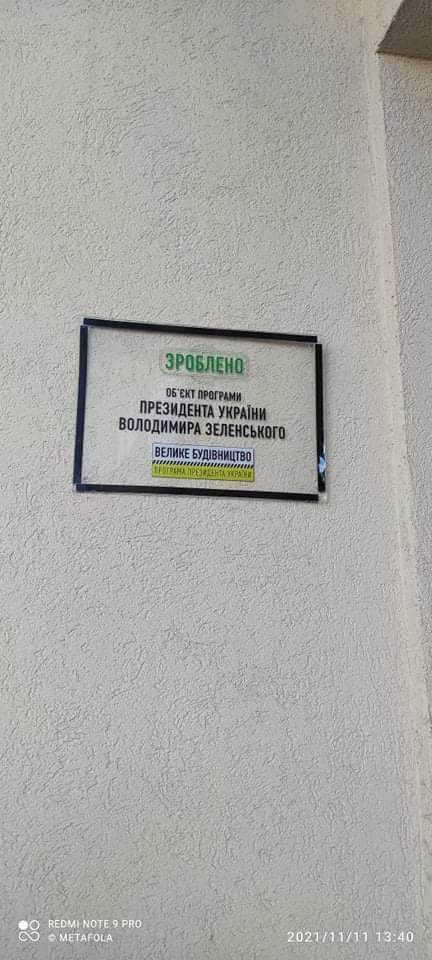 ЗРОБЛЕНО
ОБ'ЄКТ ПРОГРАМИ
ПРЕЗИДЕНТА УКРАЇНИ
ВОЛОДИМИРА ЗЕЛЕНСЬКОГО
ВЕЛИКЕ БУДІВНИЦТВО
ПРОГРАМА ПРЕЗИДЕНТА УКРАЇНИ
REDMI NOTE 9 PRO
© METAFOLA
2021/11/11 13:40